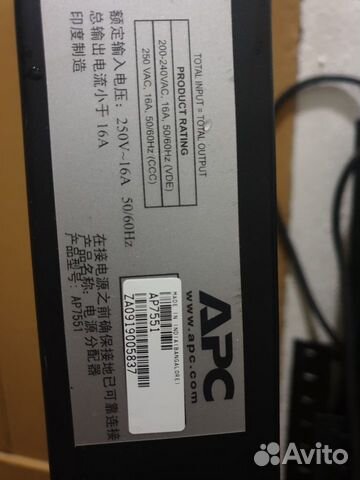 APC
www.apc.com
MADE IN INDIA(BANGALORE)
AP7551
ZA0919005837
TOTAL INPUT = TOTAL OUTPUT
PRODUCT RATING
200-240VAC, 16A, 50/60Hz (VDE)
250 VAC, 16A, 50/60Hz (CCC)
产品型号: AP7551
产品名称: 电源分配器
在接电源之前确保接地已可靠连接
额定输入电压: 250V~16A 50/60Hz
总输出电流小于 16A
印度制造
Avito